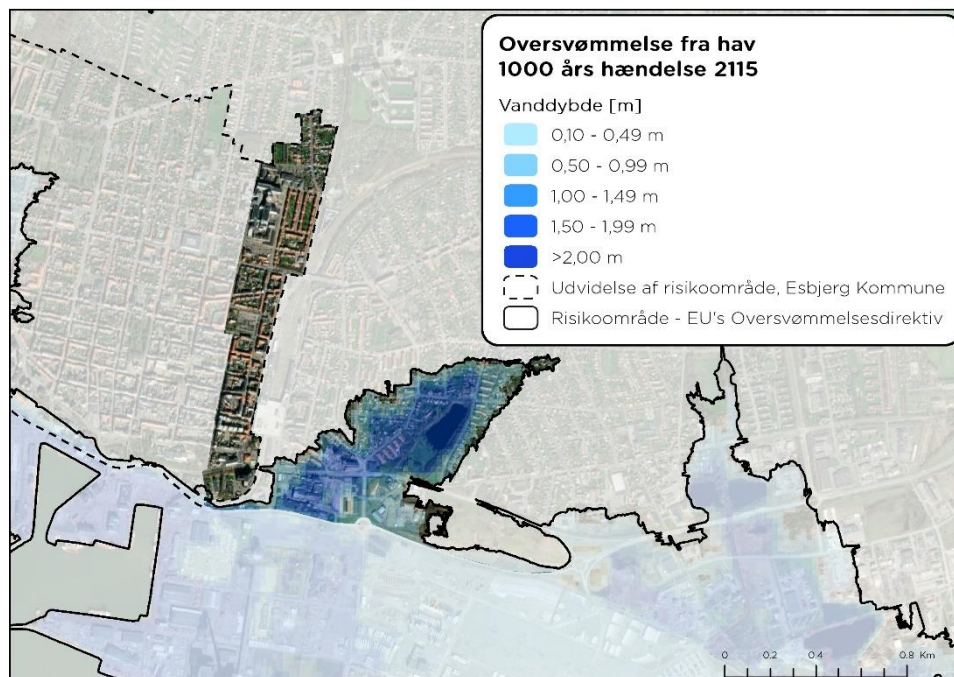 Oversvømmelse fra hav
1000 års hændelse 2115
Vanddybde [m]
0,10 - 0,49 m
0,50 - 0,99 m
1,00 - 1,49 m
1,50 - 1,99 m
>2,00 m
Udvidelse af risikoområde, Esbjerg Kommune
Risikoområde - EU's Oversvømmelsesdirektiv
0 0.2 0.4 0.8 Km